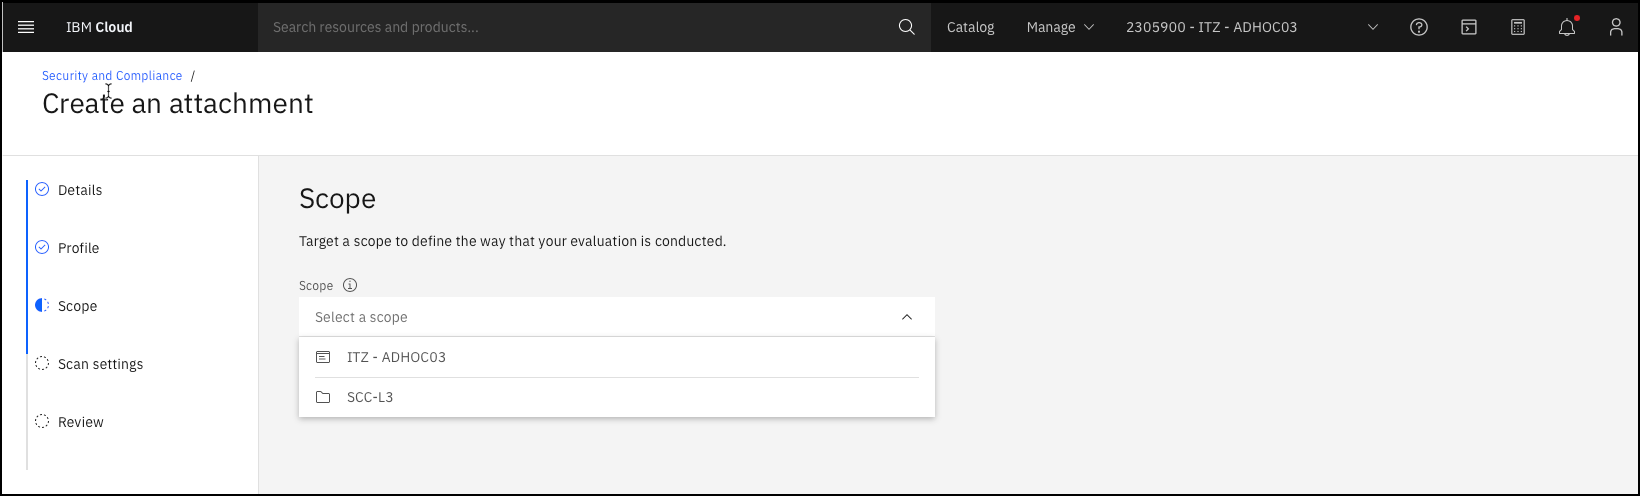 IBM Cloud
Search resources and products...
Catalog
Manage
2305900 - ITZ - ADHOC03
Security and Compliance /
Create an attachment
Details
Profile
Scope
Scan settings
Review
Scope
Target a scope to define the way that your evaluation is conducted.
Scope
Select a scope
ITZ - ADHOC03
SCC-L3